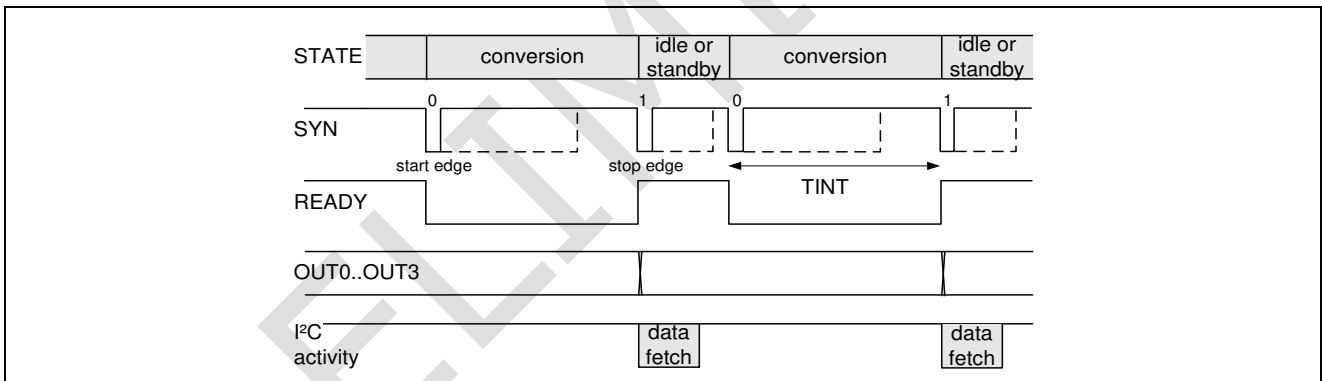 STATE
conversion
idle or
standby
conversion
idle or
standby
0
1
0
1
SYN
start edge
stop edge
TINT
READY
OUT0..OUT3
I²C
activity
data
fetch
data
fetch
ELIM